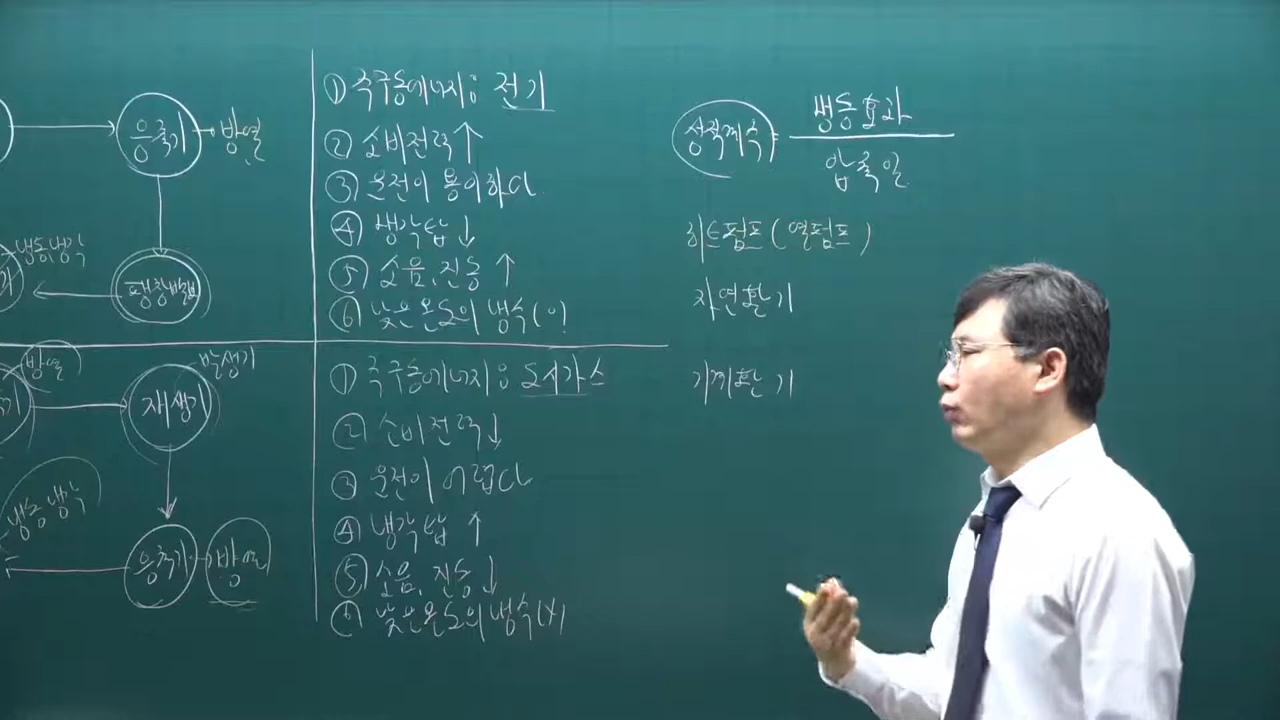 응축기 방열
냉동, 냉각
기
팽창밸브
① 구동에너지: 전기
② 소비전력↑
③ 운전이 용이하다.
④ 냉각탑↓
⑤ 소음, 진동↑
⑥ 낮은 온도의 냉수(o)
방열
기
재생기
발생기
냉동 냉각
응축기 방열
① 구동에너지: 도시가스
② 소비전력↓
③ 운전이 어렵다
④ 냉각탑↑
⑤ 소음, 진동↓
⑥ 낮은온도의 냉수(x)
성적계수 = 냉동효과
압축일
히트펌프(열펌프)
자연환기
기계환기